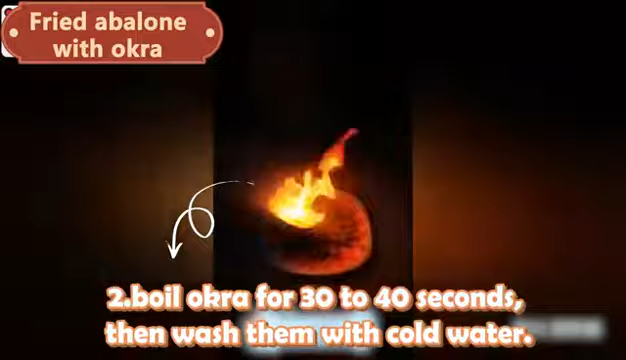 Fried abalone
with okra
2.boil okra for 30 to 40 seconds,
then wash them with cold water.